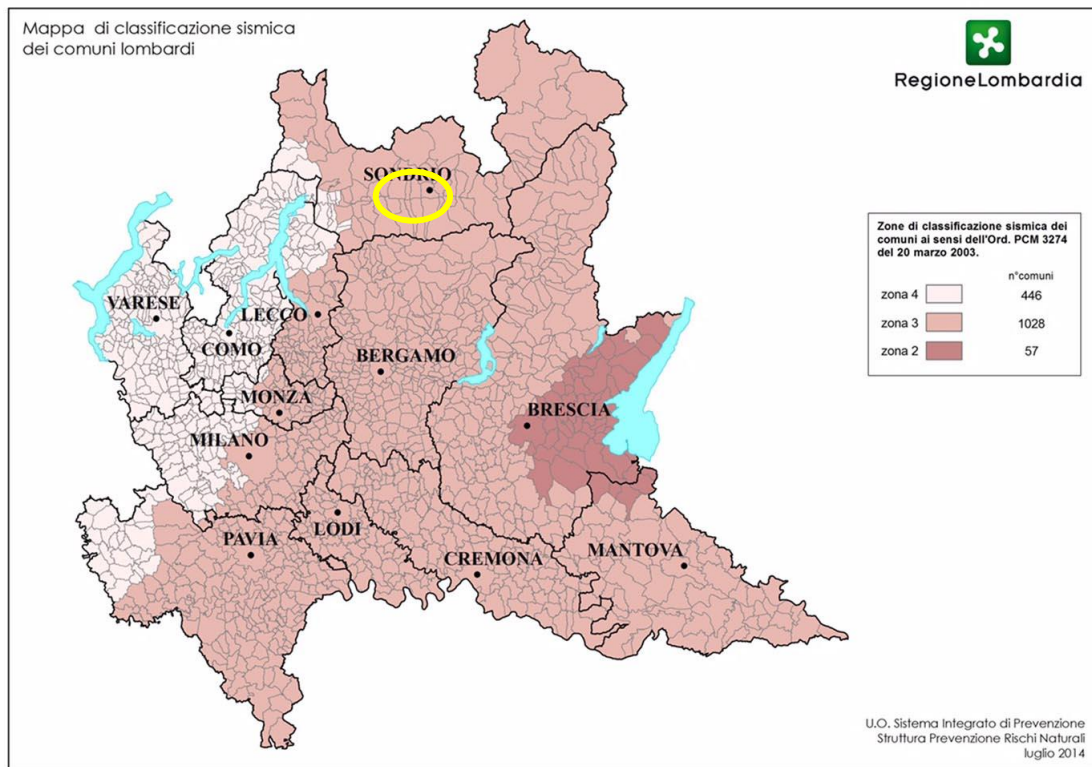 Mappa di classificazione sismica
dei comuni lombardi
RegioneLombardia
SONDRIO
VARESE
LECCO
COMO
BERGAMO
MONZA
BRESCIA
MILANO
LODI
PAVIA
CREMONA
MANTOVA
Zone di classificazione sismica dei
comuni ai sensi dell'Ord. PCM 3274
del 20 marzo 2003.
n°comuni
zona 4 446
zona 3 1028
zona 2 57
U.O. Sistema Integrato di Prevenzione
Struttura Prevenzione Rischi Naturali
luglio 2014